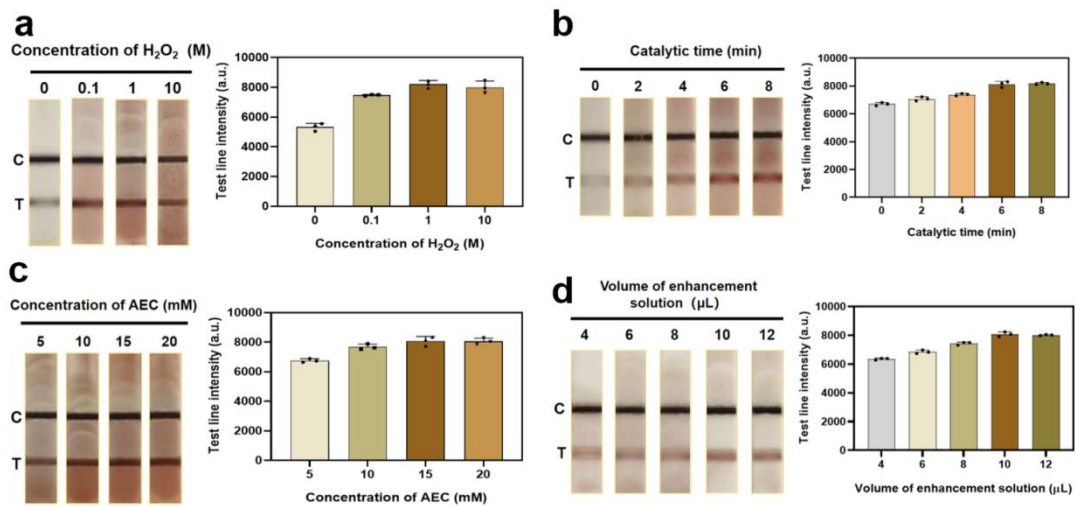 a
Concentration of H₂O₂ (M)
0 0.1 1 10
C
T
Test line intensity (a.u.)
10000
8000
6000
4000
2000
0
0 0.1 1 10
Concentration of H₂O₂ (M)
b
Catalytic time (min)
0 2 4 6 8
C
T
Test line intensity (a.u.)
10000
8000
6000
4000
2000
0
0 2 4 6 8
Catalytic time (min)
c
Concentration of AEC (mM)
5 10 15 20
C
T
Test line intensity (a.u.)
10000
8000
6000
4000
2000
0
5 10 15 20
Concentration of AEC (mM)
d
Volume of enhancement
solution (μL)
4 6 8 10 12
C
T
Test line intensity (a.u.)
10000
8000
6000
4000
2000
0
4 6 8 10 12
Volume of enhancement solution (μL)